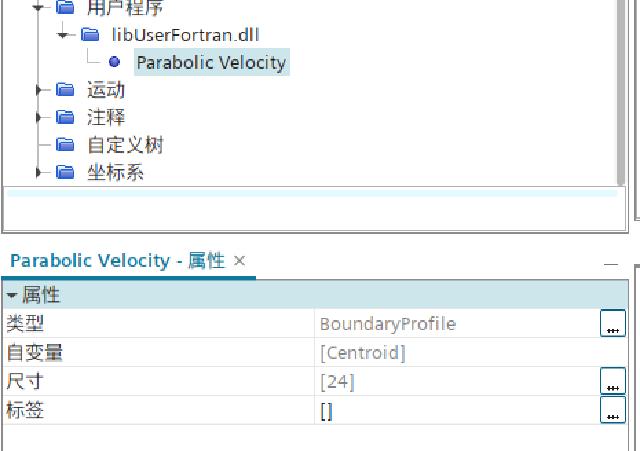 用户程序
libUserFortran.dll
Parabolic Velocity
运动
注释
自定义树
坐标系
Parabolic Velocity - 属性 ×
属性
类型 BoundaryProfile ...
自变量 [Centroid]
尺寸 [24] ...
标签 [] ...